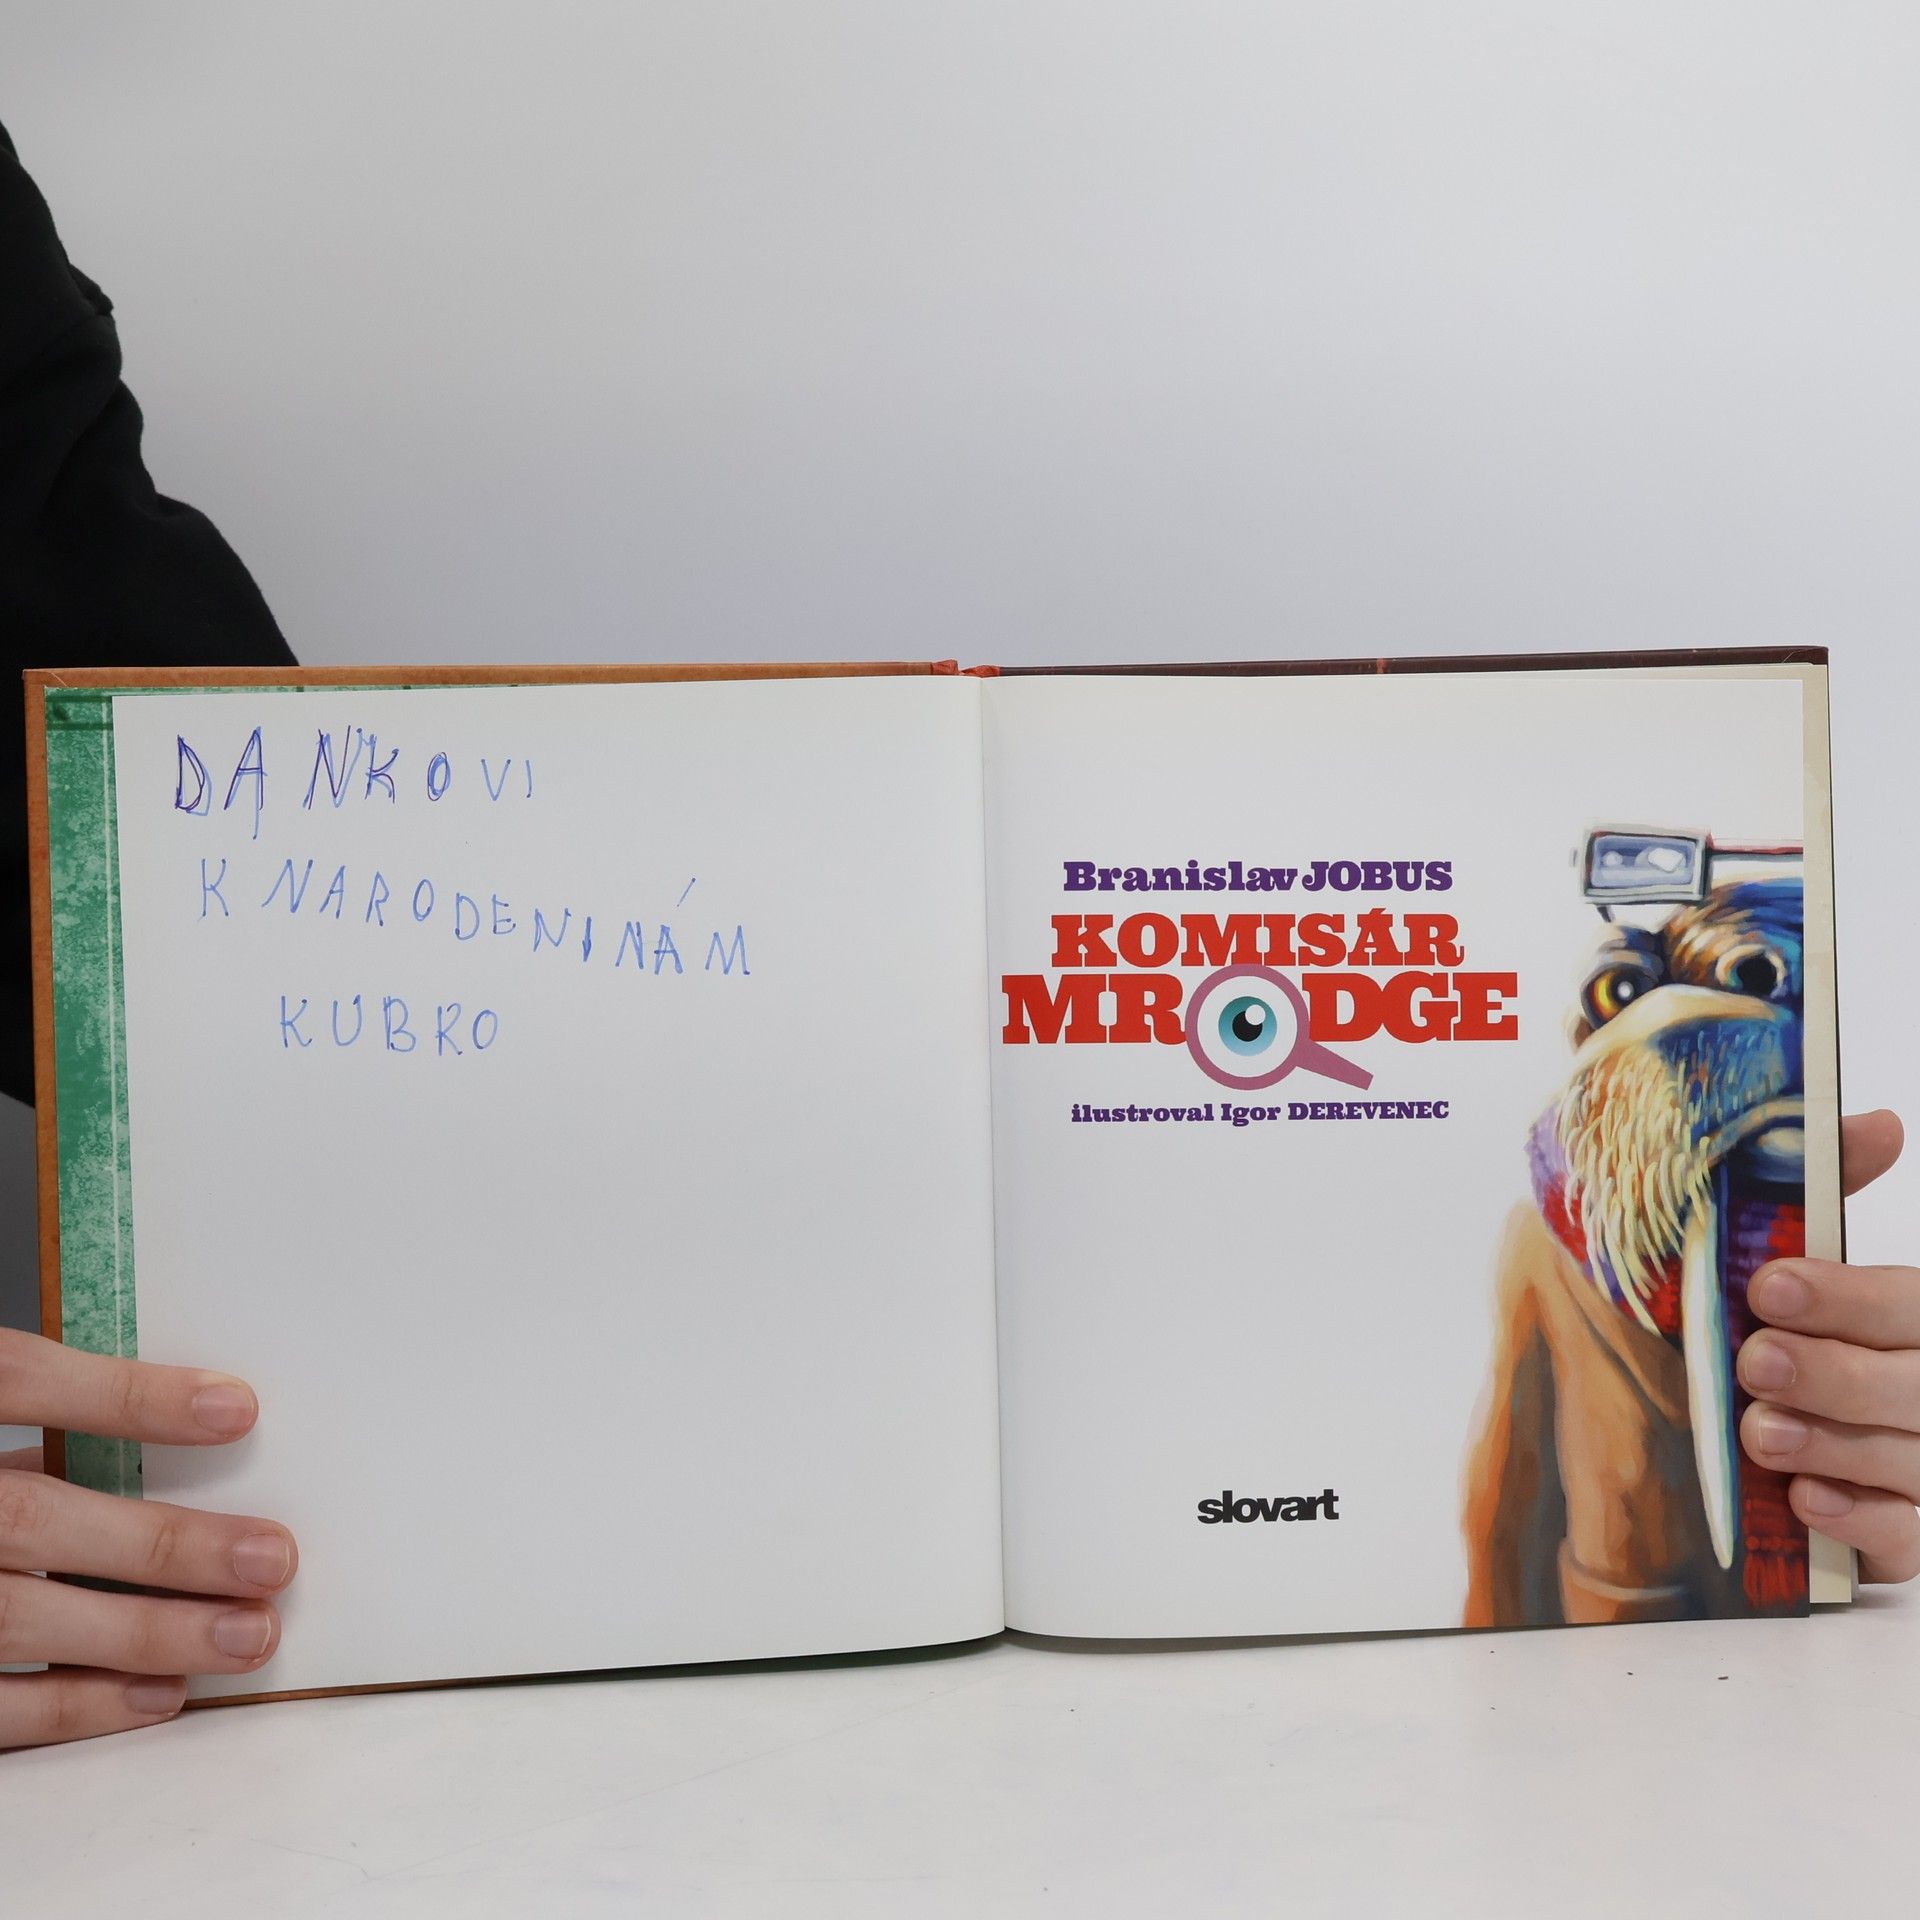 DANKOVI
K NARODENINÁM
KUBRO
Branislav JOBUS
KOMISÁR
MRODGE
ilustroval Igor DEREVENEC
slovart